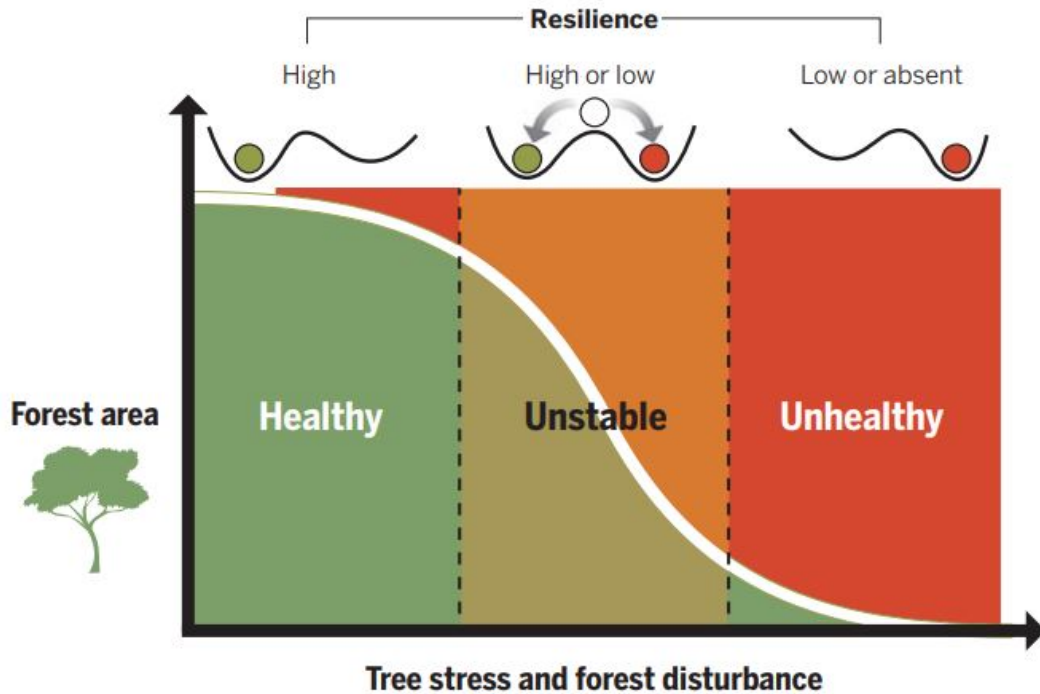 Resilience
High
High or low
Low or absent
Forest area
Healthy
Unstable
Unhealthy
Tree stress and forest disturbance